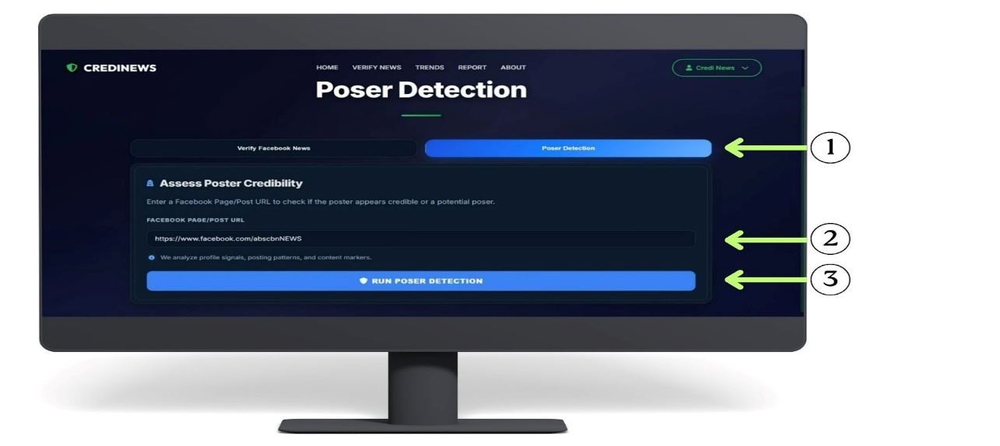 CREDINEWS
HOME VERIFY NEWS TRENDS REPORT ABOUT
Credi News
Poser Detection
Verify Facebook News
Poser Detection
1
Assess Poster Credibility
Enter a Facebook Page/Post URL to check if the poster appears credible or a potential poser.
FACEBOOK PAGE/POST URL
https://www.facebook.com/abscbnNEWS
2
We analyze profile signals, posting patterns, and content markers.
RUN POSER DETECTION
3